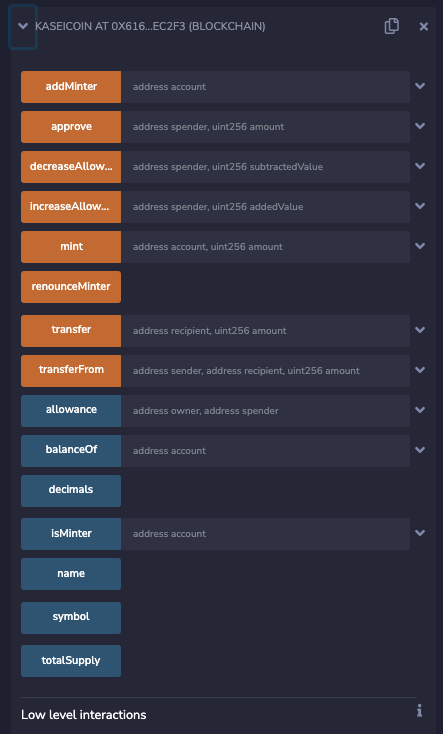 KASEICOIN AT 0X616...EC2F3 (BLOCKCHAIN)
addMinter address account
approve address spender, uint256 amount
decreaseAllow... address spender, uint256 subtractedValue
increaseAllow... address spender, uint256 addedValue
mint address account, uint256 amount
renounceMinter
transfer address recipient, uint256 amount
transferFrom address sender, address recipient, uint256 amount
allowance address owner, address spender
balanceOf address account
decimals
isMinter address account
name
symbol
totalSupply
Low level interactions